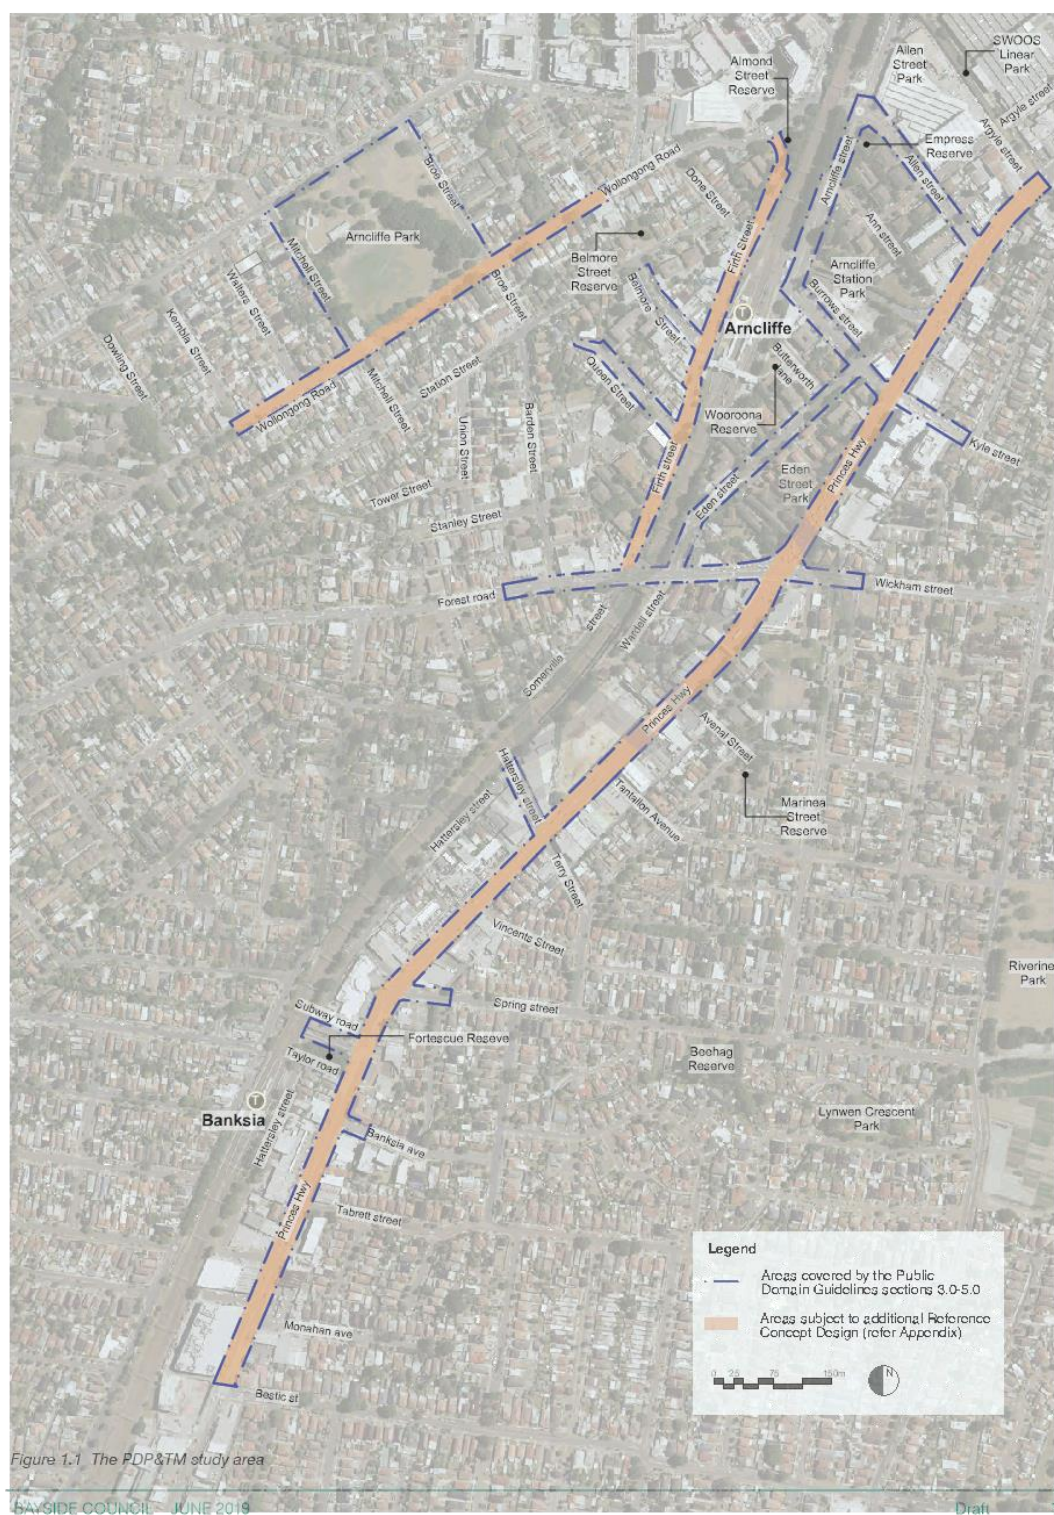 SWOOS
Linear
Park
Allen
Street
Park
Almond
Street
Reserve
Argyle street
Argyle street
Empress
Reserve
Arncliffe street
Allen street
Broe Street
Wollongong Road
Done Street
Ann street
Arncliffe Park
Firth Street
Belmore
Street
Reserve
Arncliffe
Station
Park
Mitchell Street
Walters Street
Broe Street
Belmore Street
Burrows street
Kembla Street
T
Arncliffe
Dowling Street
Station Street
Queen Street
Butterworth
lane
Mitchell Street
Wollongong Road
Wooroona
Reserve
Union Street
Barden Street
Kyle street
Princes Hwy
Firth street
Eden
Street
Park
Tower Street
Eden street
Stanley Street
Forest road
Wickham street
Somerville street
Wardell street
Princes Hwy
Avenal Street
Hattersley street
Hattersley street
Tantallon Avenue
Marinea
Street
Reserve
Terry Street
Vincents Street
Riverine
Park
Subway road
Spring street
Fortescue Reseve
Taylor road
Beehag
Reserve
T
Banksia
Hattersley street
Lynwen Crescent
Park
Banksia ave
Princes Hwy
Tabrett street
Legend
Areas covered by the Public
Domain Guidelines sections 3.0-5.0
Areas subject to additional Reference
Concept Design (refer Appendix)
Monahan ave
0 25 75 150m
N
Bestic st
Figure 1.1 The PDP&TM study area
BAYSIDE COUNCIL JUNE 2019
Draft